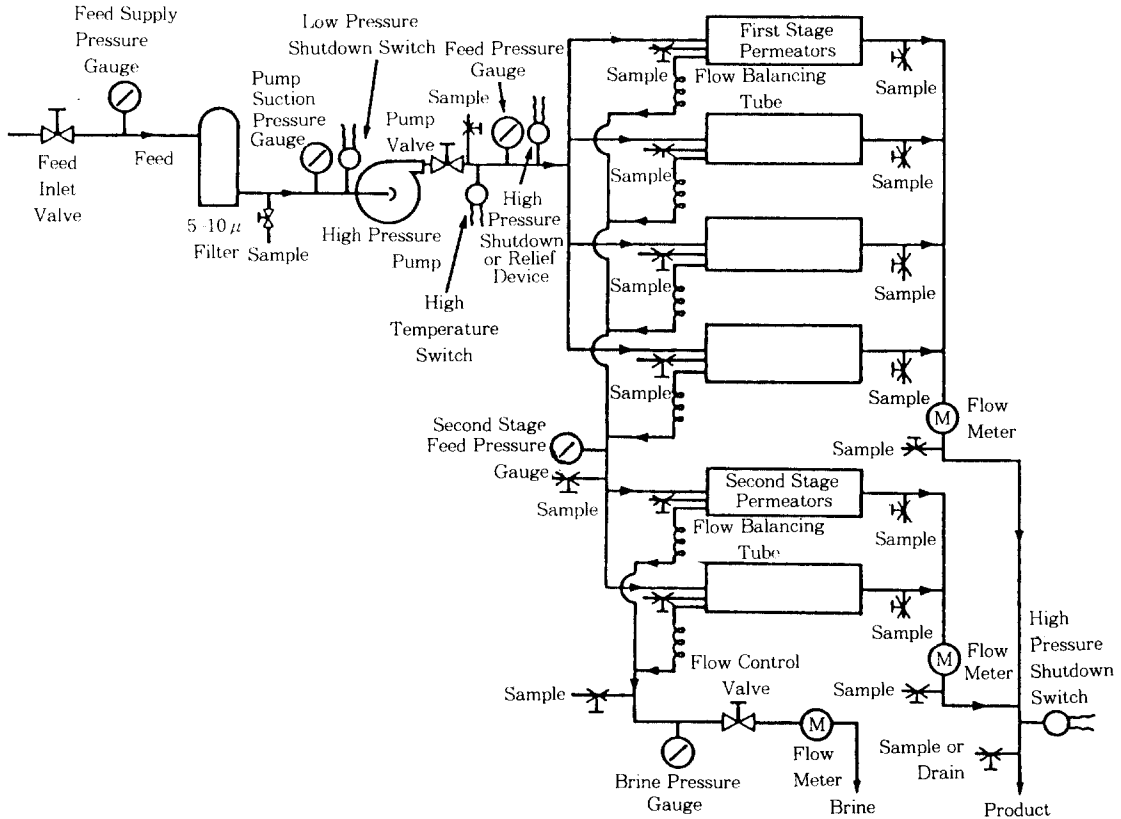 Feed Supply
Pressure
Gauge
Low Pressure
Shutdown Switch
Pump
Suction
Pressure
Gauge
Feed Pressure
Gauge
Sample
Pump
Valve
Feed
Inlet
Valve
Feed
5-10μ
Filter
Sample
High Pressure
Pump
High
Temperature
Switch
High
Pressure
Shutdown
or Relief
Device
First Stage
Permeators
Sample
Flow Balancing
Tube
Sample
Sample
Sample
Sample
Sample
Sample
Sample
Flow
Meter
Sample
Second Stage
Feed Pressure
Gauge
Sample
Second Stage
Permeators
Sample
Flow Balancing
Tube
Sample
Sample
Sample
M
M
Flow
Meter
Sample
High
Pressure
Shutdown
Switch
Flow Control
Valve
Sample
M
Flow
Meter
Brine Pressure
Gauge
Brine
Sample or
Drain
Product